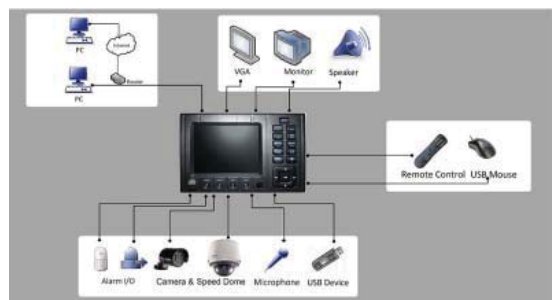 PC
Internet
Router
PC
VGA Monitor Speaker
Remote Control USB Mouse
Alarm I/O Camera & Speed Dome Microphone USB Device